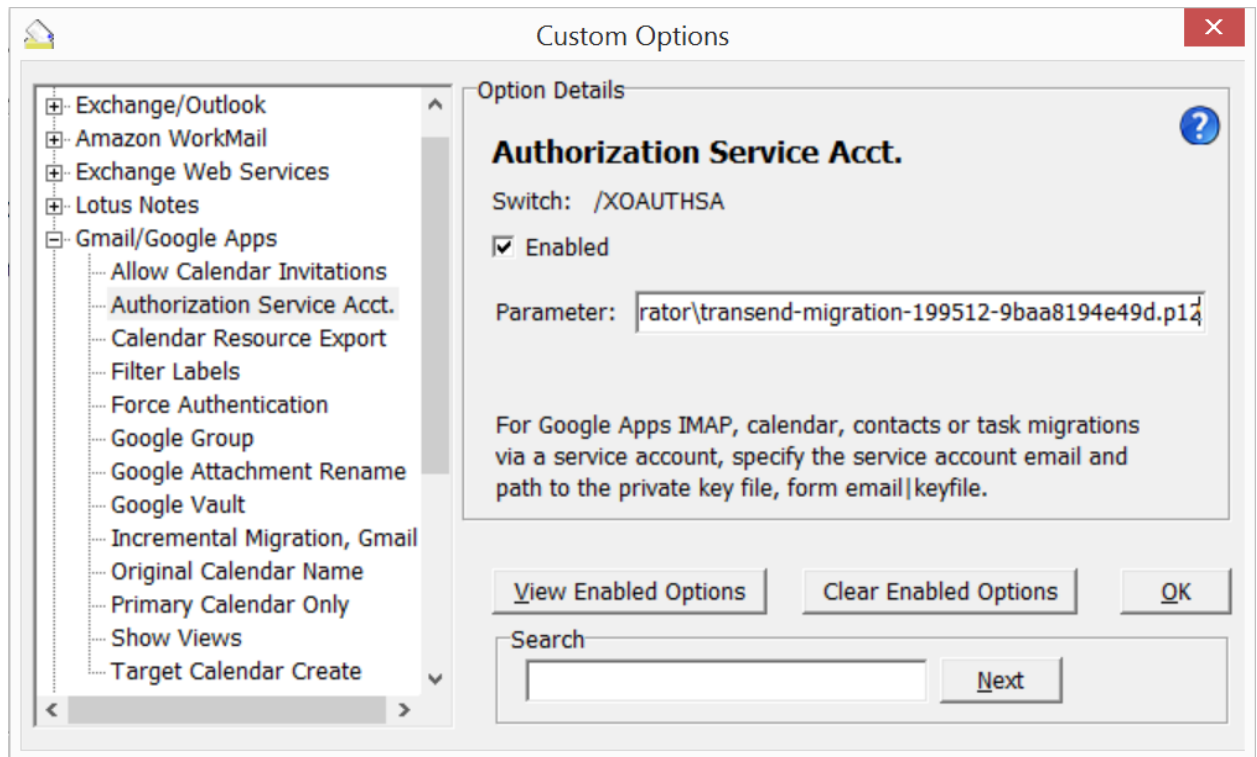 Custom Options
Exchange/Outlook
Amazon WorkMail
Exchange Web Services
Lotus Notes
Gmail/Google Apps
Allow Calendar Invitations
Authorization Service Acct.
Calendar Resource Export
Filter Labels
Force Authentication
Google Group
Google Attachment Rename
Google Vault
Incremental Migration, Gmail
Original Calendar Name
Primary Calendar Only
Show Views
Target Calendar Create
Option Details
Authorization Service Acct.
Switch: /XOAUTHSA
Enabled
Parameter: rator\transend-migration-199512-9baa8194e49d.p12
For Google Apps IMAP, calendar, contacts or task migrations
via a service account, specify the service account email and
path to the private key file, form email|keyfile.
View Enabled Options
Clear Enabled Options
OK
Search
Next